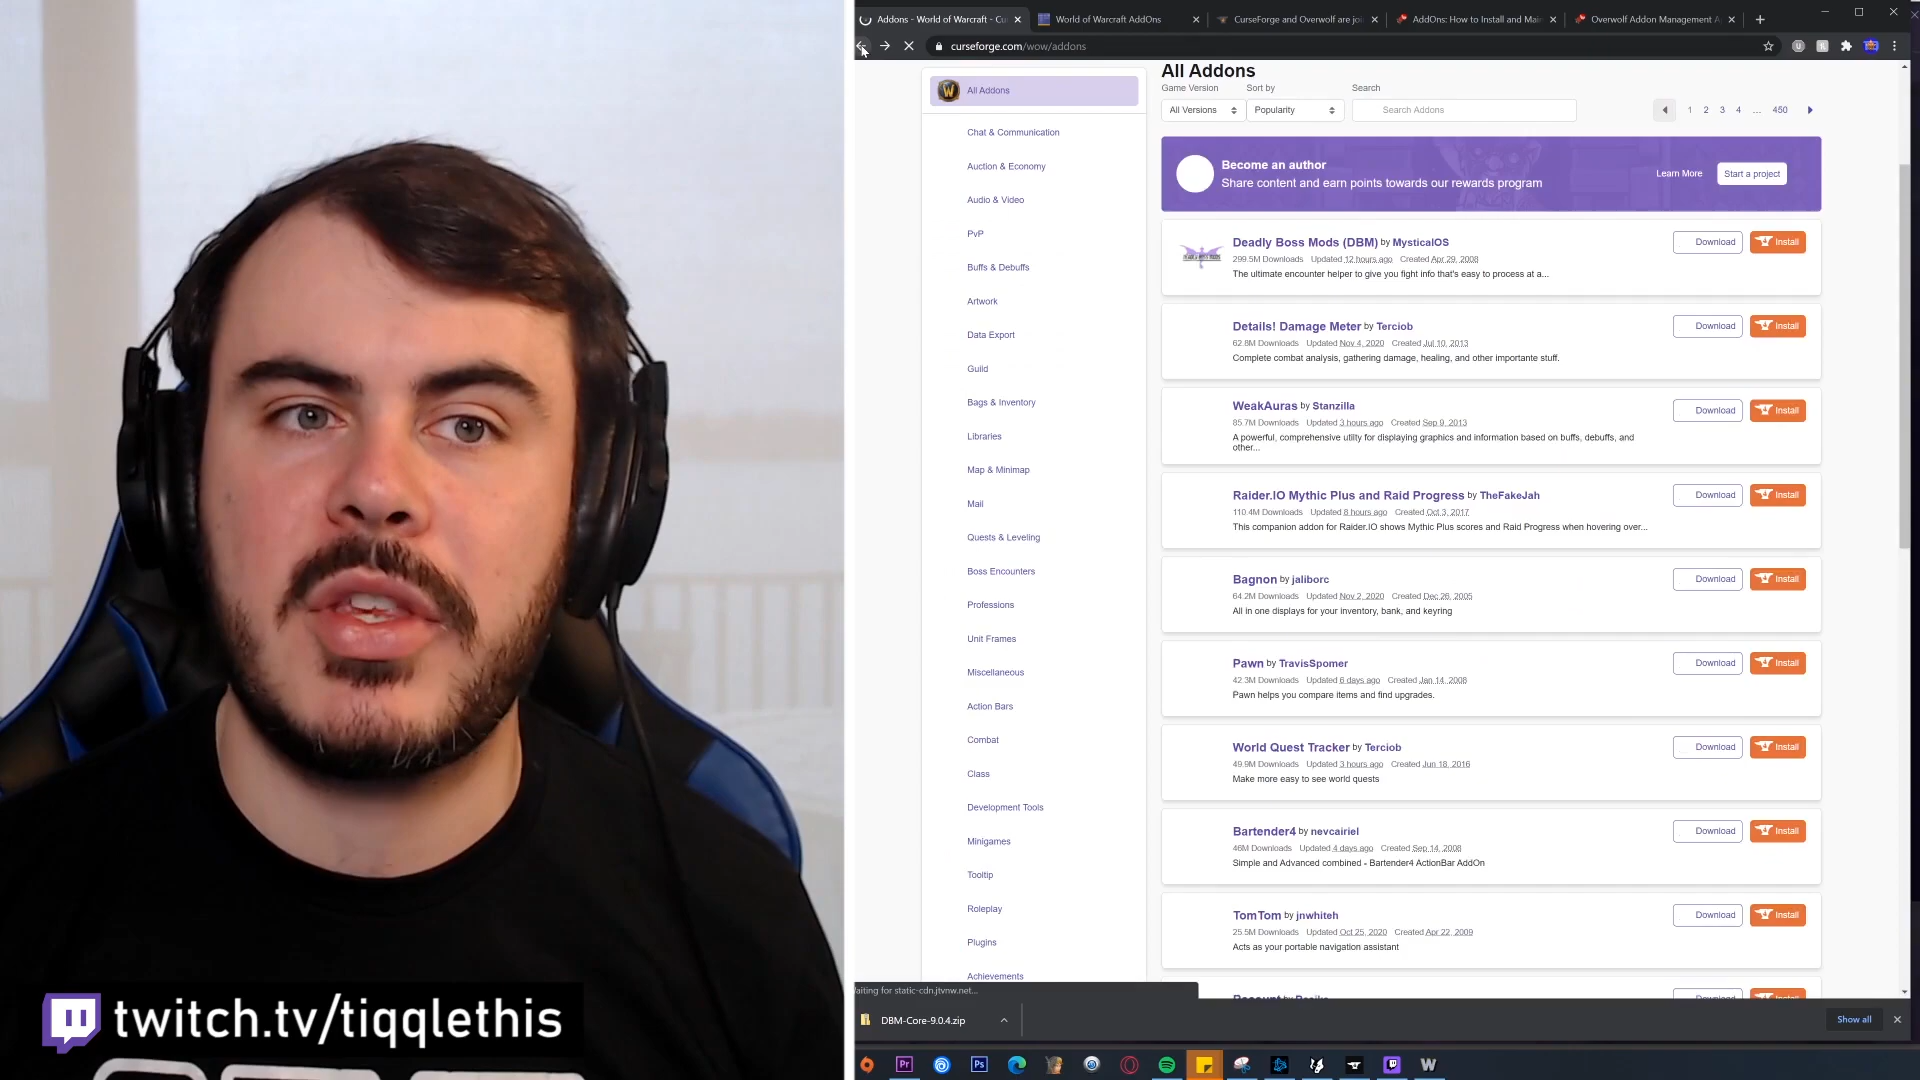 Addons - World of Warcraft - Cu
World of Warcraft AddOns
CurseForge and Overwolf are joi
AddOns: How to Install and Main
Overwolf Addon Management A
curseforge.com/wow/addons
All Addons
Chat & Communication
Auction & Economy
Audio & Video
PvP
Buffs & Debuffs
Artwork
Data Export
Guild
Bags & Inventory
Libraries
Map & Minimap
Mail
Quests & Leveling
Boss Encounters
Professions
Unit Frames
Miscellaneous
Action Bars
Combat
Class
Development Tools
Minigames
Tooltip
Roleplay
Plugins
Achievements
All Addons
Game Version Sort by Search
All Versions Popularity Search Addons 1 2 3 4 ... 450
Become an author
Share content and earn points towards our rewards program
Learn More Start a project
Deadly Boss Mods (DBM) by MysticalOS Download Install
299.5M Downloads Updated 12 hours ago Created Apr 29, 2008
The ultimate encounter helper to give you fight info that's easy to process at a...
Details! Damage Meter by Terciob Download Install
62.8M Downloads Updated Nov 4, 2020 Created Jul 10, 2013
Complete combat analysis, gathering damage, healing, and other importante stuff.
WeakAuras by Stanzilla Download Install
85.7M Downloads Updated 3 hours ago Created Sep 9, 2013
A powerful, comprehensive utility for displaying graphics and information based on buffs, debuffs, and
other...
Raider.IO Mythic Plus and Raid Progress by TheFakeJah Download Install
110.4M Downloads Updated 8 hours ago Created Oct 3, 2017
This companion addon for Raider.IO shows Mythic Plus scores and Raid Progress when hovering over...
Bagnon by jaliborc Download Install
64.2M Downloads Updated Nov 2, 2020 Created Dec 26, 2005
All in one displays for your inventory, bank, and keyring
Pawn by TravisSpomer Download Install
42.3M Downloads Updated 6 days ago Created Jan 14, 2008
Pawn helps you compare items and find upgrades.
World Quest Tracker by Terciob Download Install
49.9M Downloads Updated 3 hours ago Created Jun 18, 2016
Make more easy to see world quests
Bartender4 by nevcairiel Download Install
46M Downloads Updated 4 days ago Created Sep 14, 2008
Simple and Advanced combined - Bartender4 ActionBar AddOn
TomTom by jnwhiteh Download Install
25.5M Downloads Updated Oct 25, 2020 Created Apr 22, 2009
Acts as your portable navigation assistant
Waiting for static-cdn.jtvnw.net...
DBM-Core-9.0.4.zip
Show all
twitch.tv/tiqqlethis